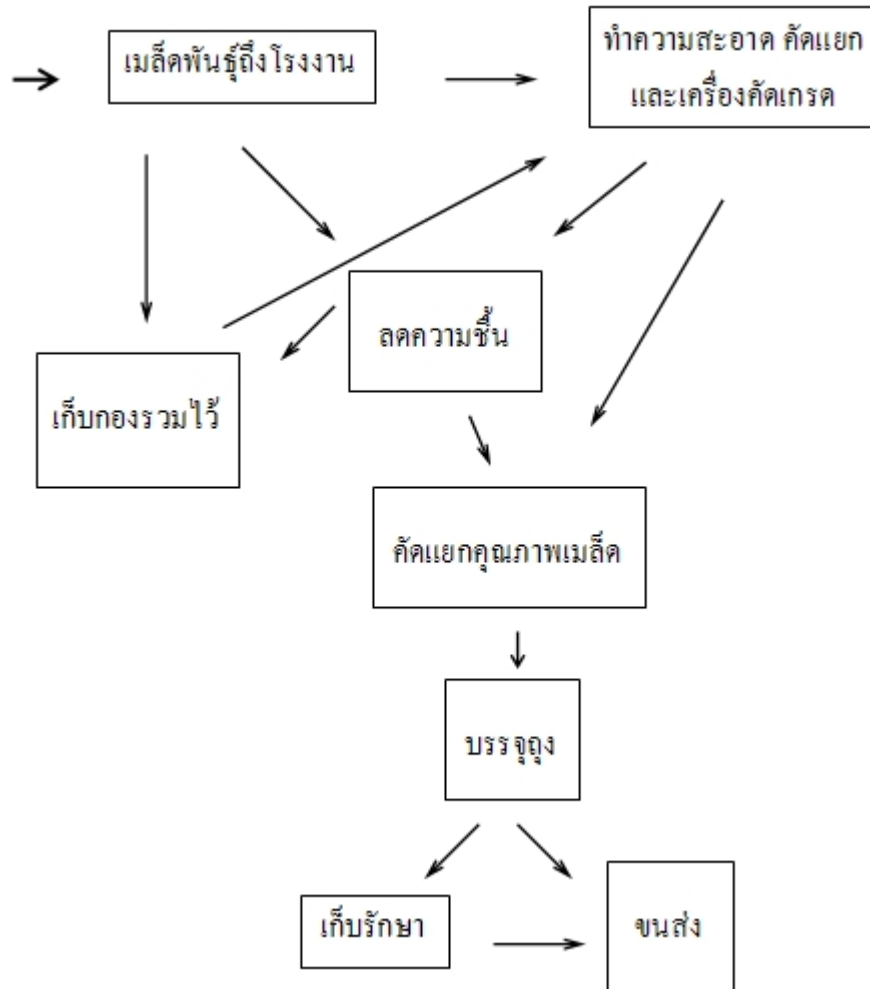 เมล็ดพันธุ์ถึงโรงงาน
ทำความสะอาด คัดแยก
และเครื่องคัดเกรด
ลดความชื้น
เก็บกองรวมไว้
คัดแยกคุณภาพเมล็ด
บรรจุถุง
เก็บรักษา
ขนส่ง